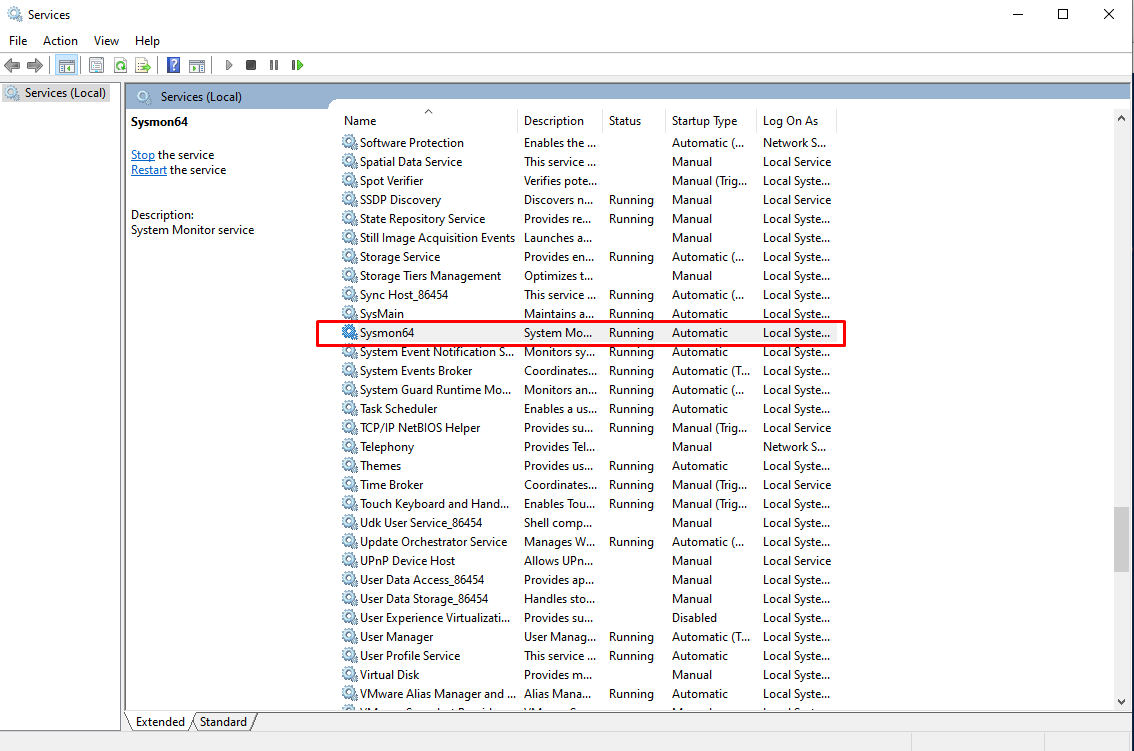 Services
File Action View Help
Services (Local)
Services (Local)
Sysmon64
Stop the service
Restart the service
Description:
System Monitor service
Name Description Status Startup Type Log On As
Software Protection Enables the ... Automatic (... Network S...
Spatial Data Service This service ... Manual Local Service
Spot Verifier Verifies pote... Manual (Trig... Local Syste...
SSDP Discovery Discovers n... Running Manual Local Service
State Repository Service Provides re... Running Manual Local Syste...
Still Image Acquisition Events Launches a... Manual Local Syste...
Storage Service Provides en... Running Automatic (... Local Syste...
Storage Tiers Management Optimizes t... Manual Local Syste...
Sync Host_86454 This service ... Running Automatic (... Local Syste...
SysMain Maintains a... Running Automatic Local Syste...
Sysmon64 System Mo... Running Automatic Local Syste...
System Event Notification S... Monitors sy... Running Automatic Local Syste...
System Events Broker Coordinates... Running Automatic (T... Local Syste...
System Guard Runtime Mo... Monitors an... Running Automatic (... Local Syste...
Task Scheduler Enables a us... Running Automatic Local Syste...
TCP/IP NetBIOS Helper Provides su... Running Manual (Trig... Local Service
Telephony Provides Tel... Manual Network S...
Themes Provides us... Running Automatic Local Syste...
Time Broker Coordinates... Running Manual (Trig... Local Service
Touch Keyboard and Hand... Enables Tou... Running Manual (Trig... Local Syste...
Udk User Service_86454 Shell comp... Manual Local Syste...
Update Orchestrator Service Manages W... Running Automatic (... Local Syste...
UPnP Device Host Allows UPn... Manual Local Service
User Data Access_86454 Provides ap... Manual Local Syste...
User Data Storage_86454 Handles sto... Manual Local Syste...
User Experience Virtualizati... Provides su... Disabled Local Syste...
User Manager User Manag... Running Automatic (T... Local Syste...
User Profile Service This service ... Running Automatic Local Syste...
Virtual Disk Provides m... Manual Local Syste...
VMware Alias Manager and ... Alias Mana... Running Automatic Local Syste...
Extended Standard